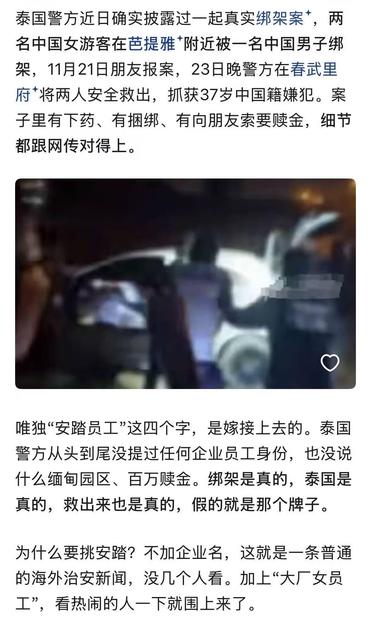 泰国警方近日确实披露过一起真实绑架案，两
名中国女游客在芭提雅附近被一名中国男子绑
架，11月21日朋友报案，23日晚警方在春武里
府将两人安全救出，抓获37岁中国籍嫌犯。案
子里有下药、有捆绑、有向朋友索要赎金，细节
都跟网传对得上。
唯独“安踏员工”这四个字，是嫁接上去的。泰国
警方从头到尾没提过任何企业员工身份，也没说
什么缅甸园区、百万赎金。绑架是真的，泰国是
真的，救出来也是真的，假的就是那个牌子。
为什么要挑安踏？不加企业名，这就是一条普通
的海外治安新闻，没几个人看。加上“大厂女员
工”，看热闹的人一下就围上来了。